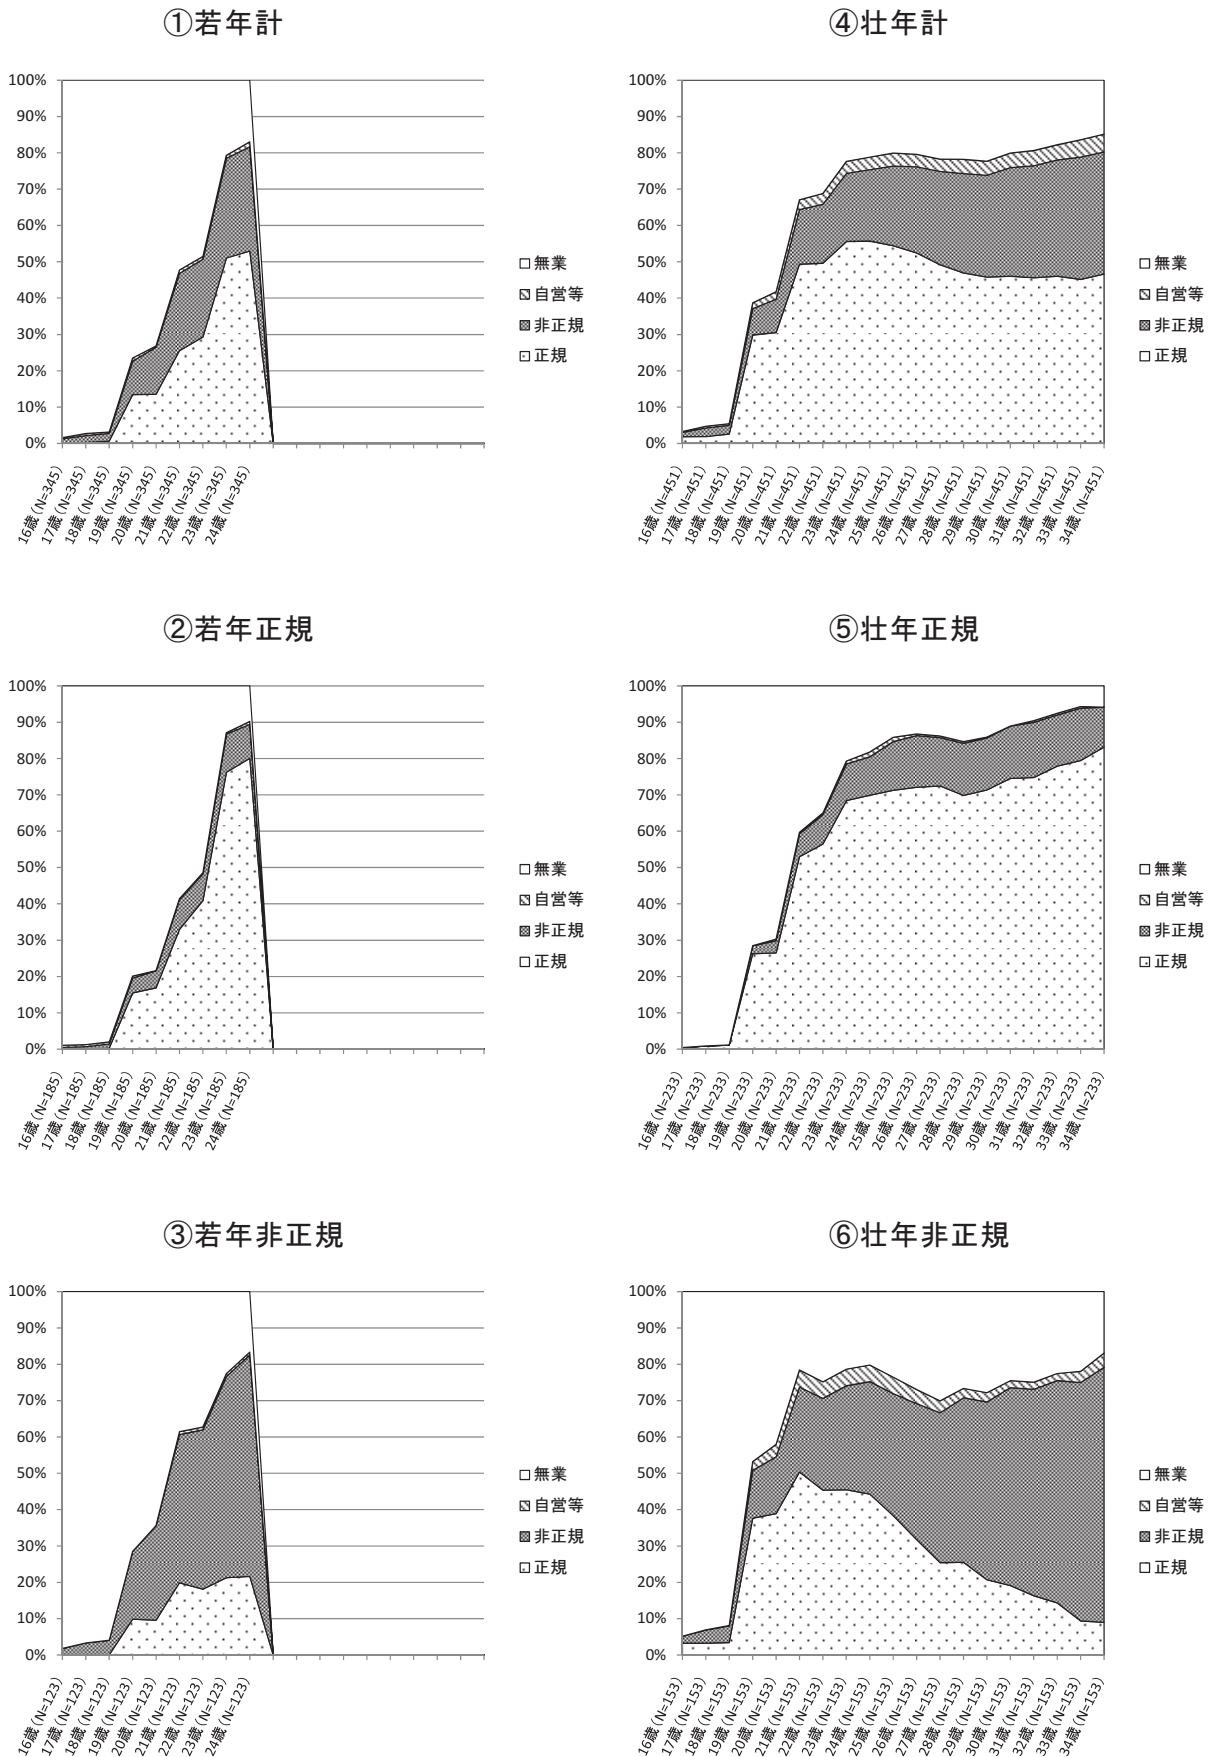 ①若年計
100%
90%
80%
70%
60%
50%
40%
30%
20%
10%
0%
16歳(N=345)
17歳(N=345)
18歳(N=345)
19歳(N=345)
20歳(N=345)
21歳(N=345)
22歳(N=345)
23歳(N=345)
24歳(N=345)
無業
自営等
非正規
正規
④壮年計
100%
90%
80%
70%
60%
50%
40%
30%
20%
10%
0%
16歳(N=451)
17歳(N=451)
18歳(N=451)
19歳(N=451)
20歳(N=451)
21歳(N=451)
22歳(N=451)
23歳(N=451)
24歳(N=451)
25歳(N=451)
26歳(N=451)
27歳(N=451)
28歳(N=451)
29歳(N=451)
30歳(N=451)
31歳(N=451)
32歳(N=451)
33歳(N=451)
34歳(N=451)
無業
自営等
非正規
正規
②若年正規
100%
90%
80%
70%
60%
50%
40%
30%
20%
10%
0%
16歳(N=185)
17歳(N=185)
18歳(N=185)
19歳(N=185)
20歳(N=185)
21歳(N=185)
22歳(N=185)
23歳(N=185)
24歳(N=185)
無業
自営等
非正規
正規
⑤壮年正規
100%
90%
80%
70%
60%
50%
40%
30%
20%
10%
0%
16歳(N=233)
17歳(N=233)
18歳(N=233)
19歳(N=233)
20歳(N=233)
21歳(N=233)
22歳(N=233)
23歳(N=233)
24歳(N=233)
25歳(N=233)
26歳(N=233)
27歳(N=233)
28歳(N=233)
29歳(N=233)
30歳(N=233)
31歳(N=233)
32歳(N=233)
33歳(N=233)
34歳(N=233)
無業
自営等
非正規
正規
③若年非正規
100%
90%
80%
70%
60%
50%
40%
30%
20%
10%
0%
16歳(N=123)
17歳(N=123)
18歳(N=123)
19歳(N=123)
20歳(N=123)
21歳(N=123)
22歳(N=123)
23歳(N=123)
24歳(N=123)
無業
自営等
非正規
正規
⑥壮年非正規
100%
90%
80%
70%
60%
50%
40%
30%
20%
10%
0%
16歳(N=153)
17歳(N=153)
18歳(N=153)
19歳(N=153)
20歳(N=153)
21歳(N=153)
22歳(N=153)
23歳(N=153)
24歳(N=153)
25歳(N=153)
26歳(N=153)
27歳(N=153)
28歳(N=153)
29歳(N=153)
30歳(N=153)
31歳(N=153)
32歳(N=153)
33歳(N=153)
34歳(N=153)
無業
自営等
非正規
正規